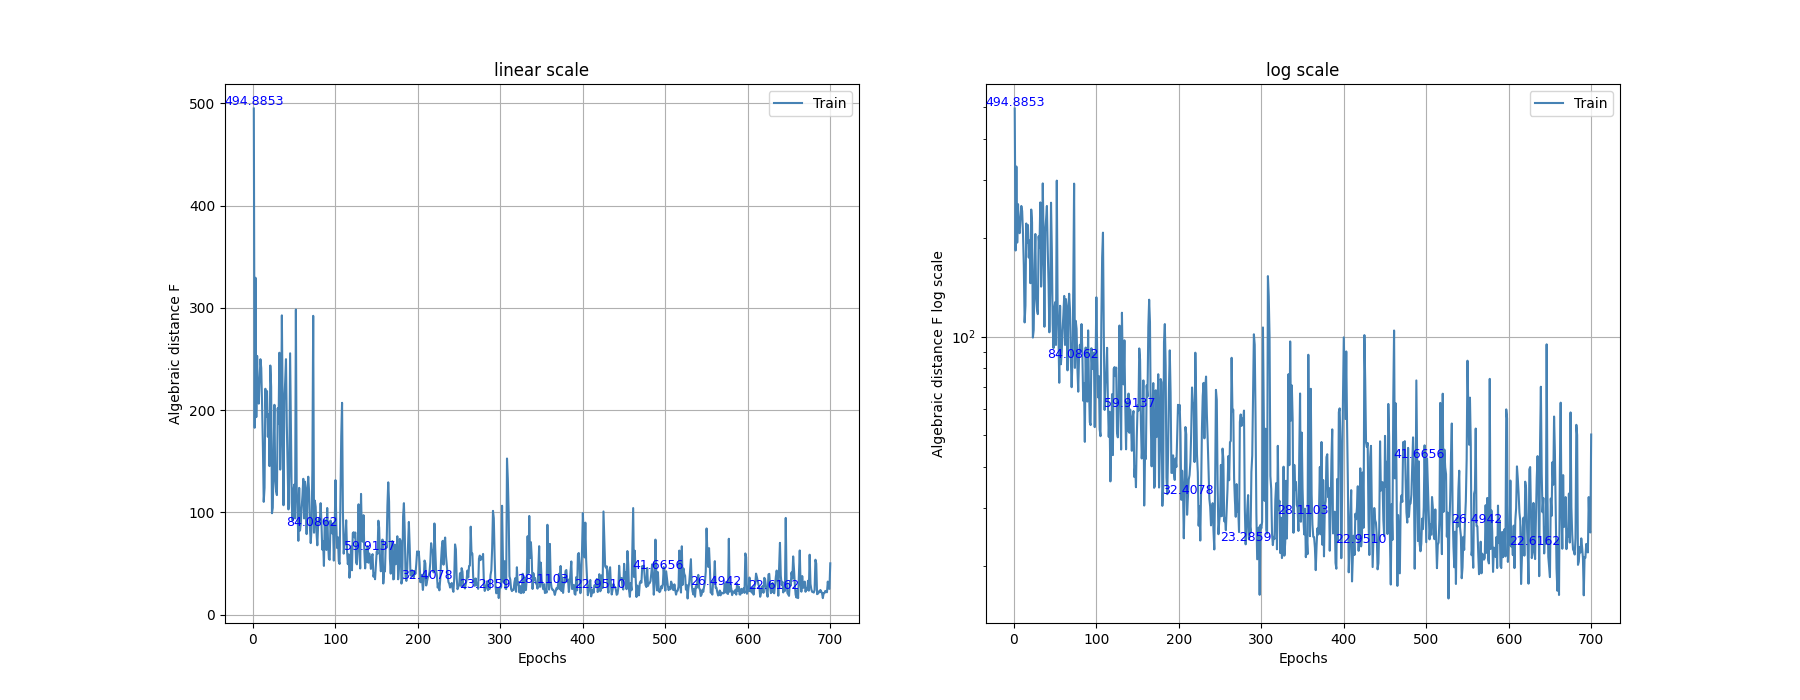 linear scale
Algebraic distance F
500
400
300
200
100
0
494.8853
84.0862
59.9137
32.4078
23.2859
28.1103
22.9510
41.6656
26.4942
22.6162
Train
0 100 200 300 400 500 600 700
Epochs
log scale
Algebraic distance F log scale
10²
494.8853
84.0862
59.9137
32.4078
23.2859
28.1103
22.9510
41.6656
26.4942
22.6162
Train
0 100 200 300 400 500 600 700
Epochs